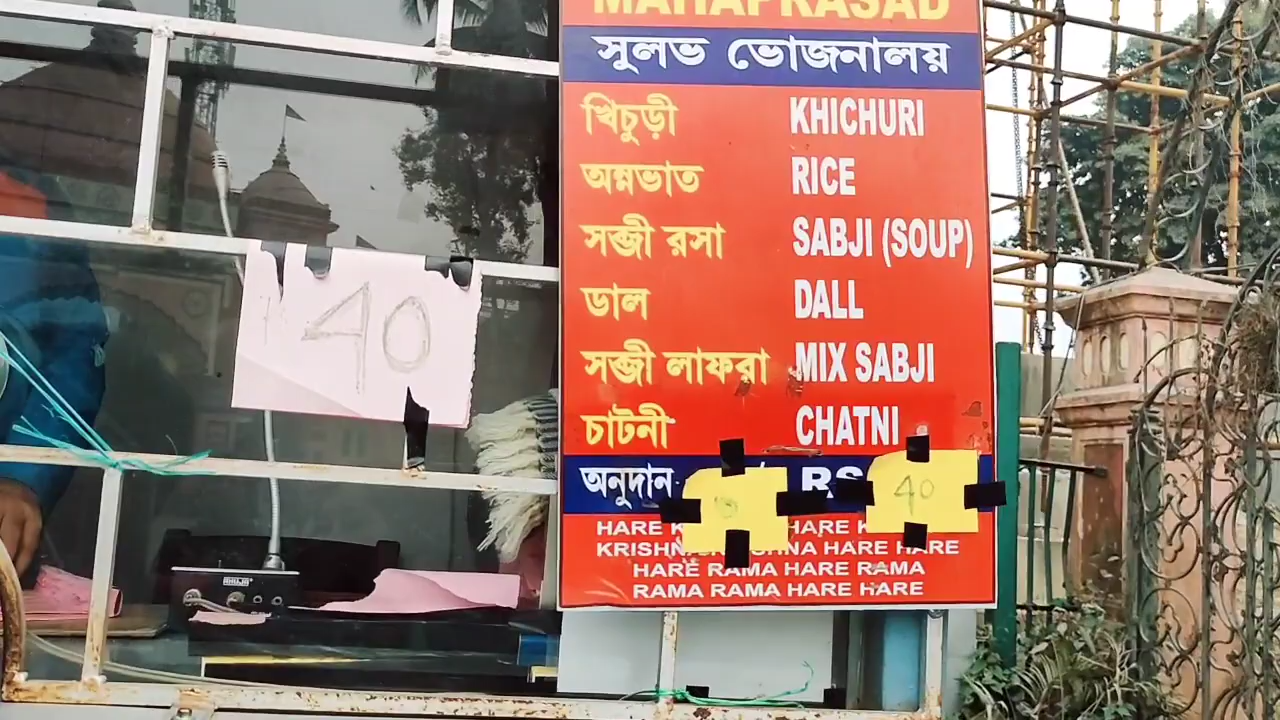 MAHAPRASAD
সুলভ ভোজনালয়
খিচুড়ী KHICHURI
অন্নভাত RICE
সব্জী রসা SABJI (SOUP)
ডাল DALL
সব্জী লাফরা MIX SABJI
চাটনী CHATNI
অনুদান RS 40
HARE K HARE K
KRISHNA HARE HARE
HARE RAMA HARE RAMA
RAMA RAMA HARE HARE
40
AHUJA